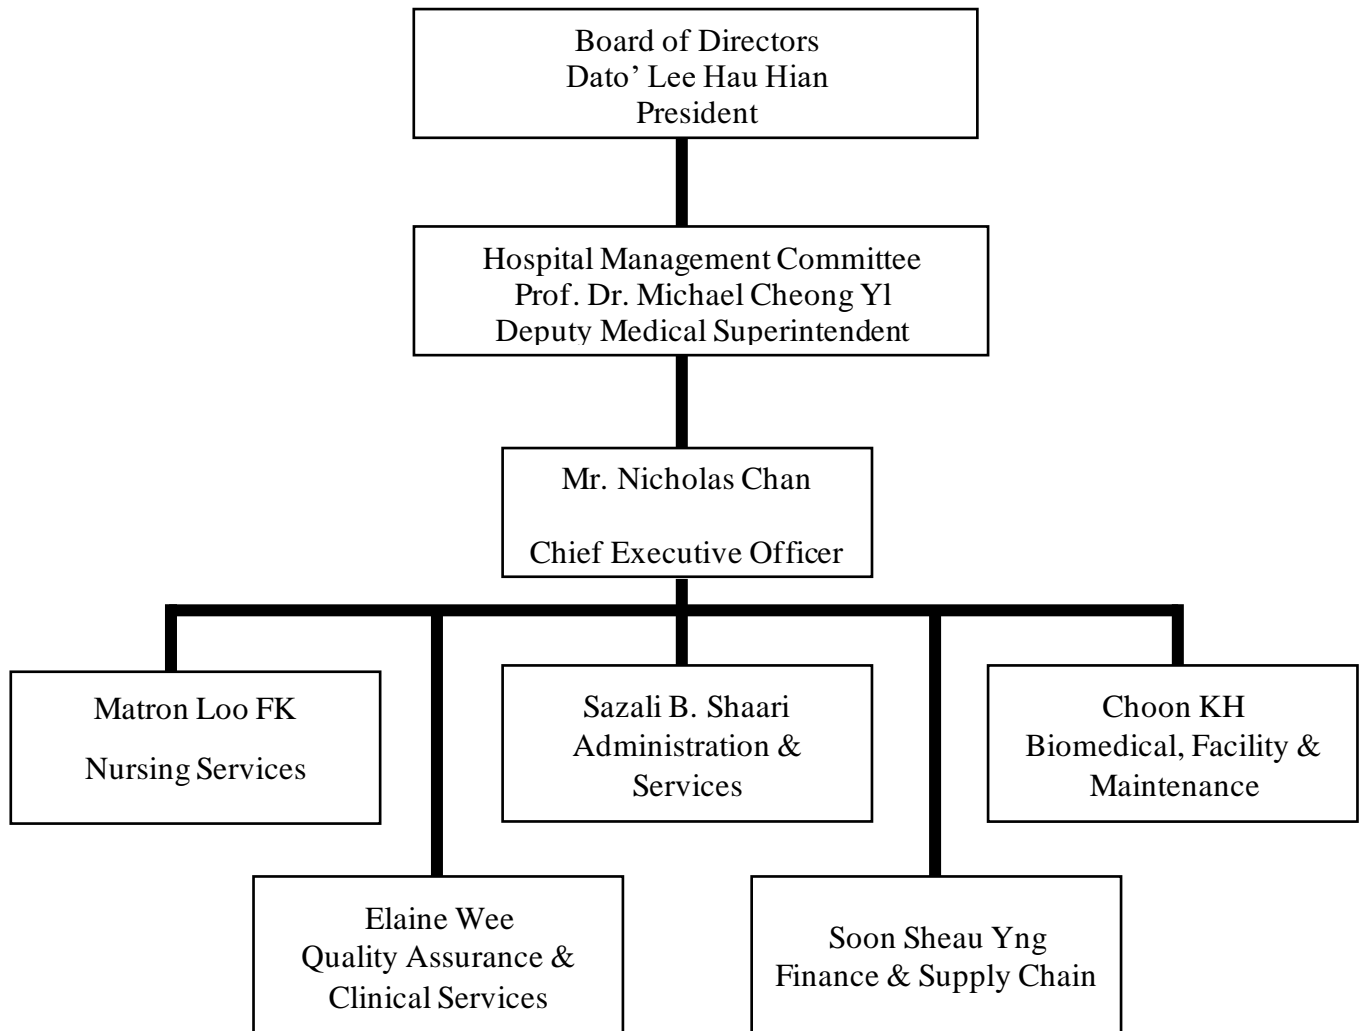 Board of Directors
Dato’ Lee Hau Hian
President
Hospital Management Committee
Prof. Dr. Michael Cheong Yl
Deputy Medical Superintendent
Mr. Nicholas Chan
Chief Executive Officer
Matron Loo FK
Nursing Services
Sazali B. Shaari
Administration &
Services
Choon KH
Biomedical, Facility &
Maintenance
Elaine Wee
Quality Assurance &
Clinical Services
Soon Sheau Yng
Finance & Supply Chain